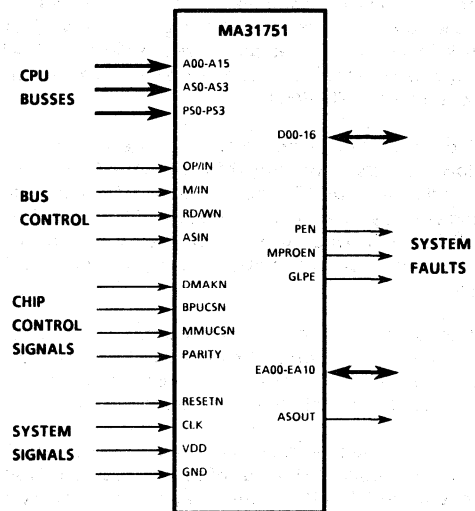 MA31751
CPU
BUSSES
A00-A15
AS0-AS3
PS0-PS3
D00-16
BUS
CONTROL
OP/IN
M/IN
RD/WN
ASIN
PEN
MPROEN
GLPE
SYSTEM
FAULTS
CHIP
CONTROL
SIGNALS
DMAKN
BPUCSN
MMUCSN
PARITY
EA00-EA10
ASOUT
SYSTEM
SIGNALS
RESETN
CLK
VDD
GND